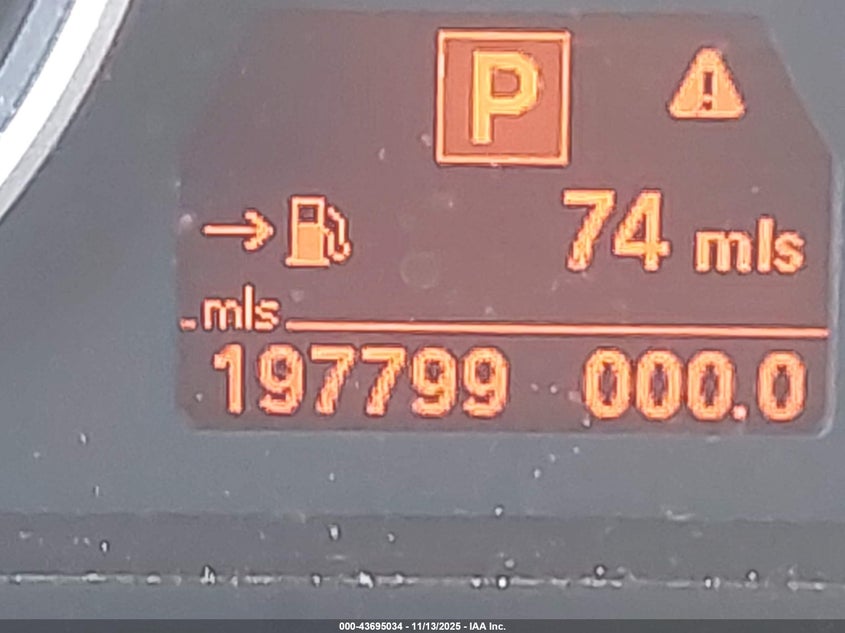 P
74 mls
mls
197799 000.0
000-43695034 - 11/13/2025 - IAA Inc.